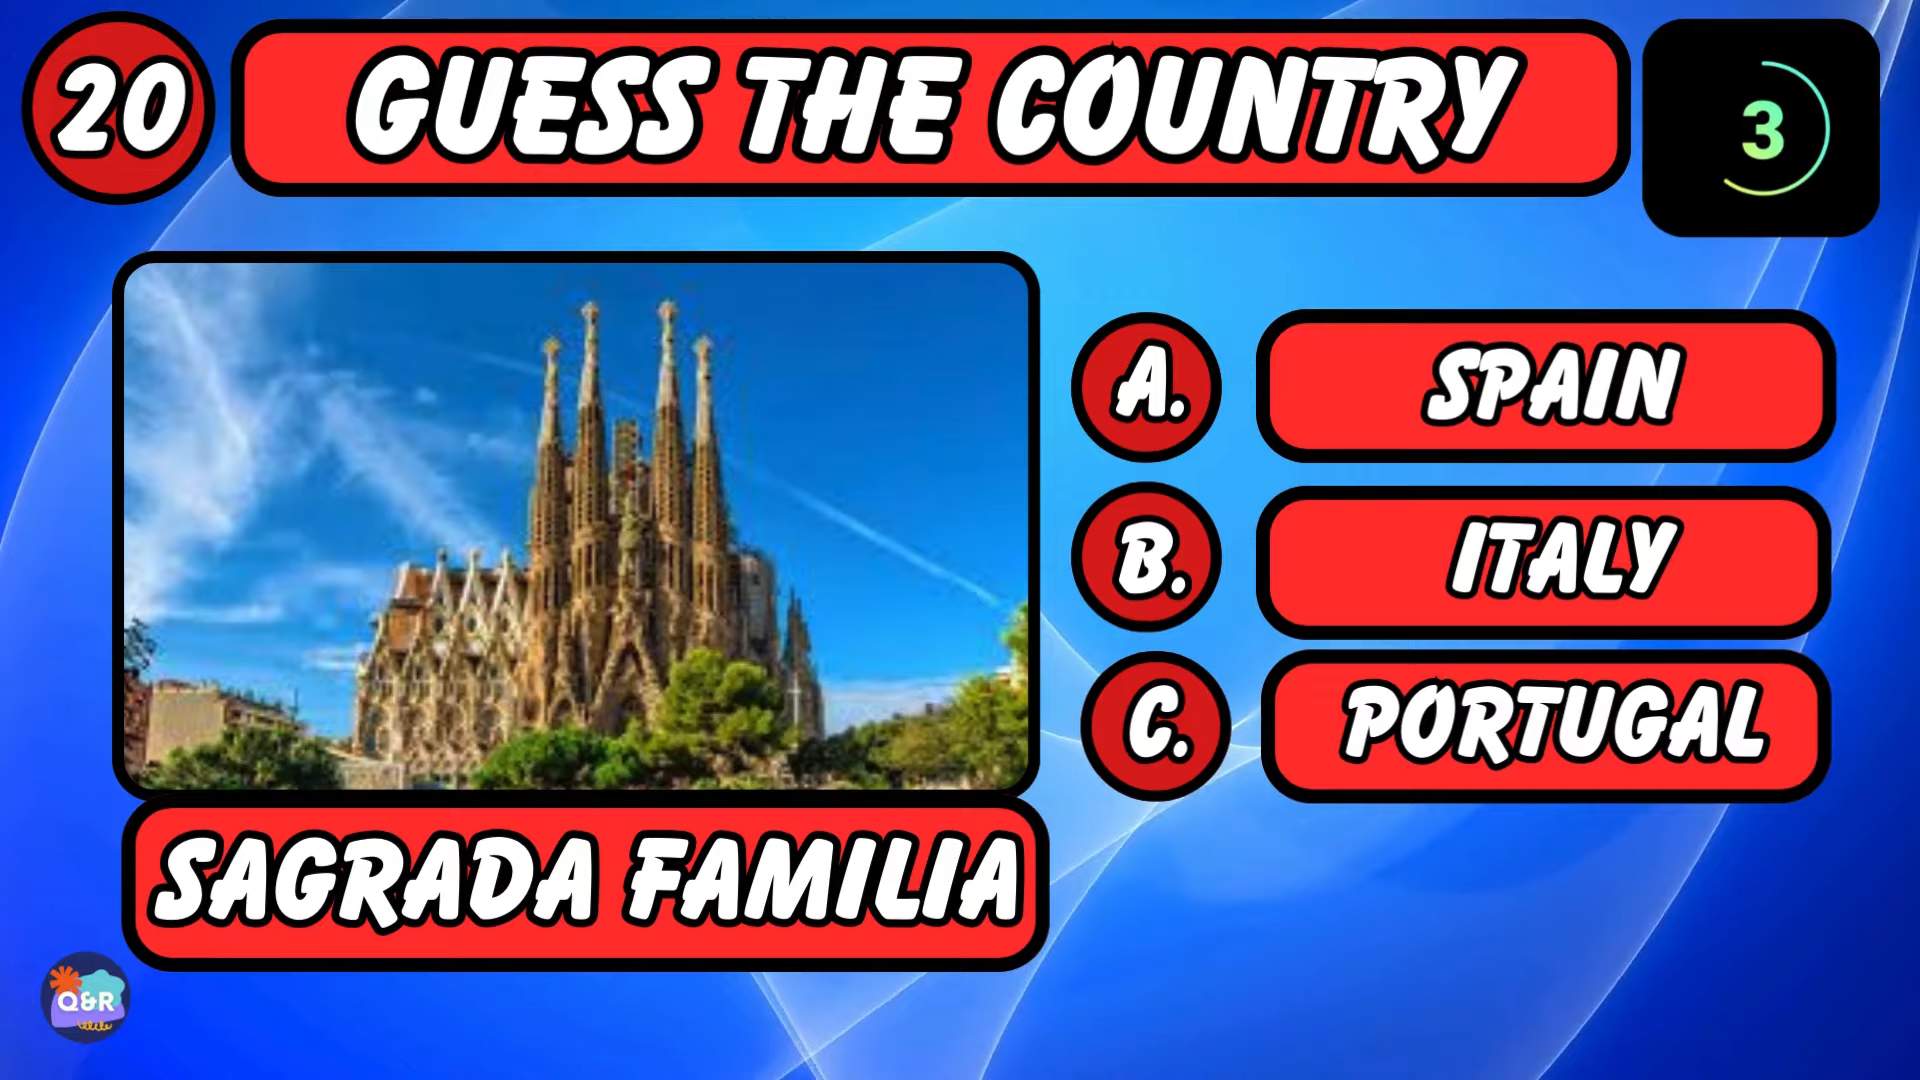 20
GUESS THE COUNTRY
3
A. SPAIN
B. ITALY
C. PORTUGAL
SAGRADA FAMILIA
Q&R